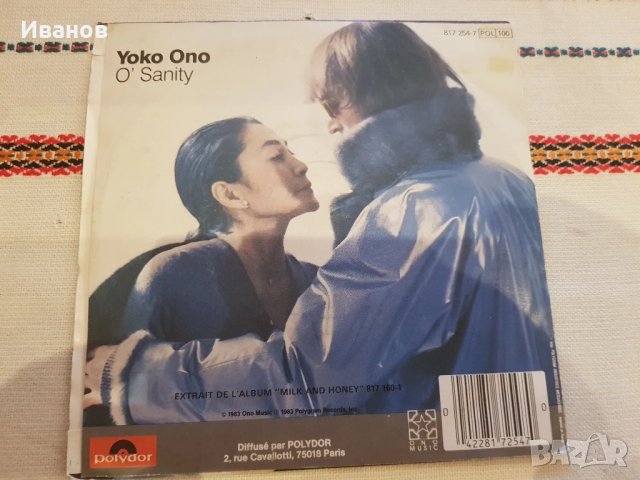 Иванов
Yoko Ono
O' Sanity
817 254-7 POL 100
EXTRAIT DE L'ALBUM "MILK AND HONEY" 817 160-1
© 1983 Ono Music ℗ 1983 Polygram Records, Inc.
polydor
Diffusé par POLYDOR
2, rue Cavallotti, 75018 Paris
ONO
MUSIC
0 42281 72547 0
BAZAR